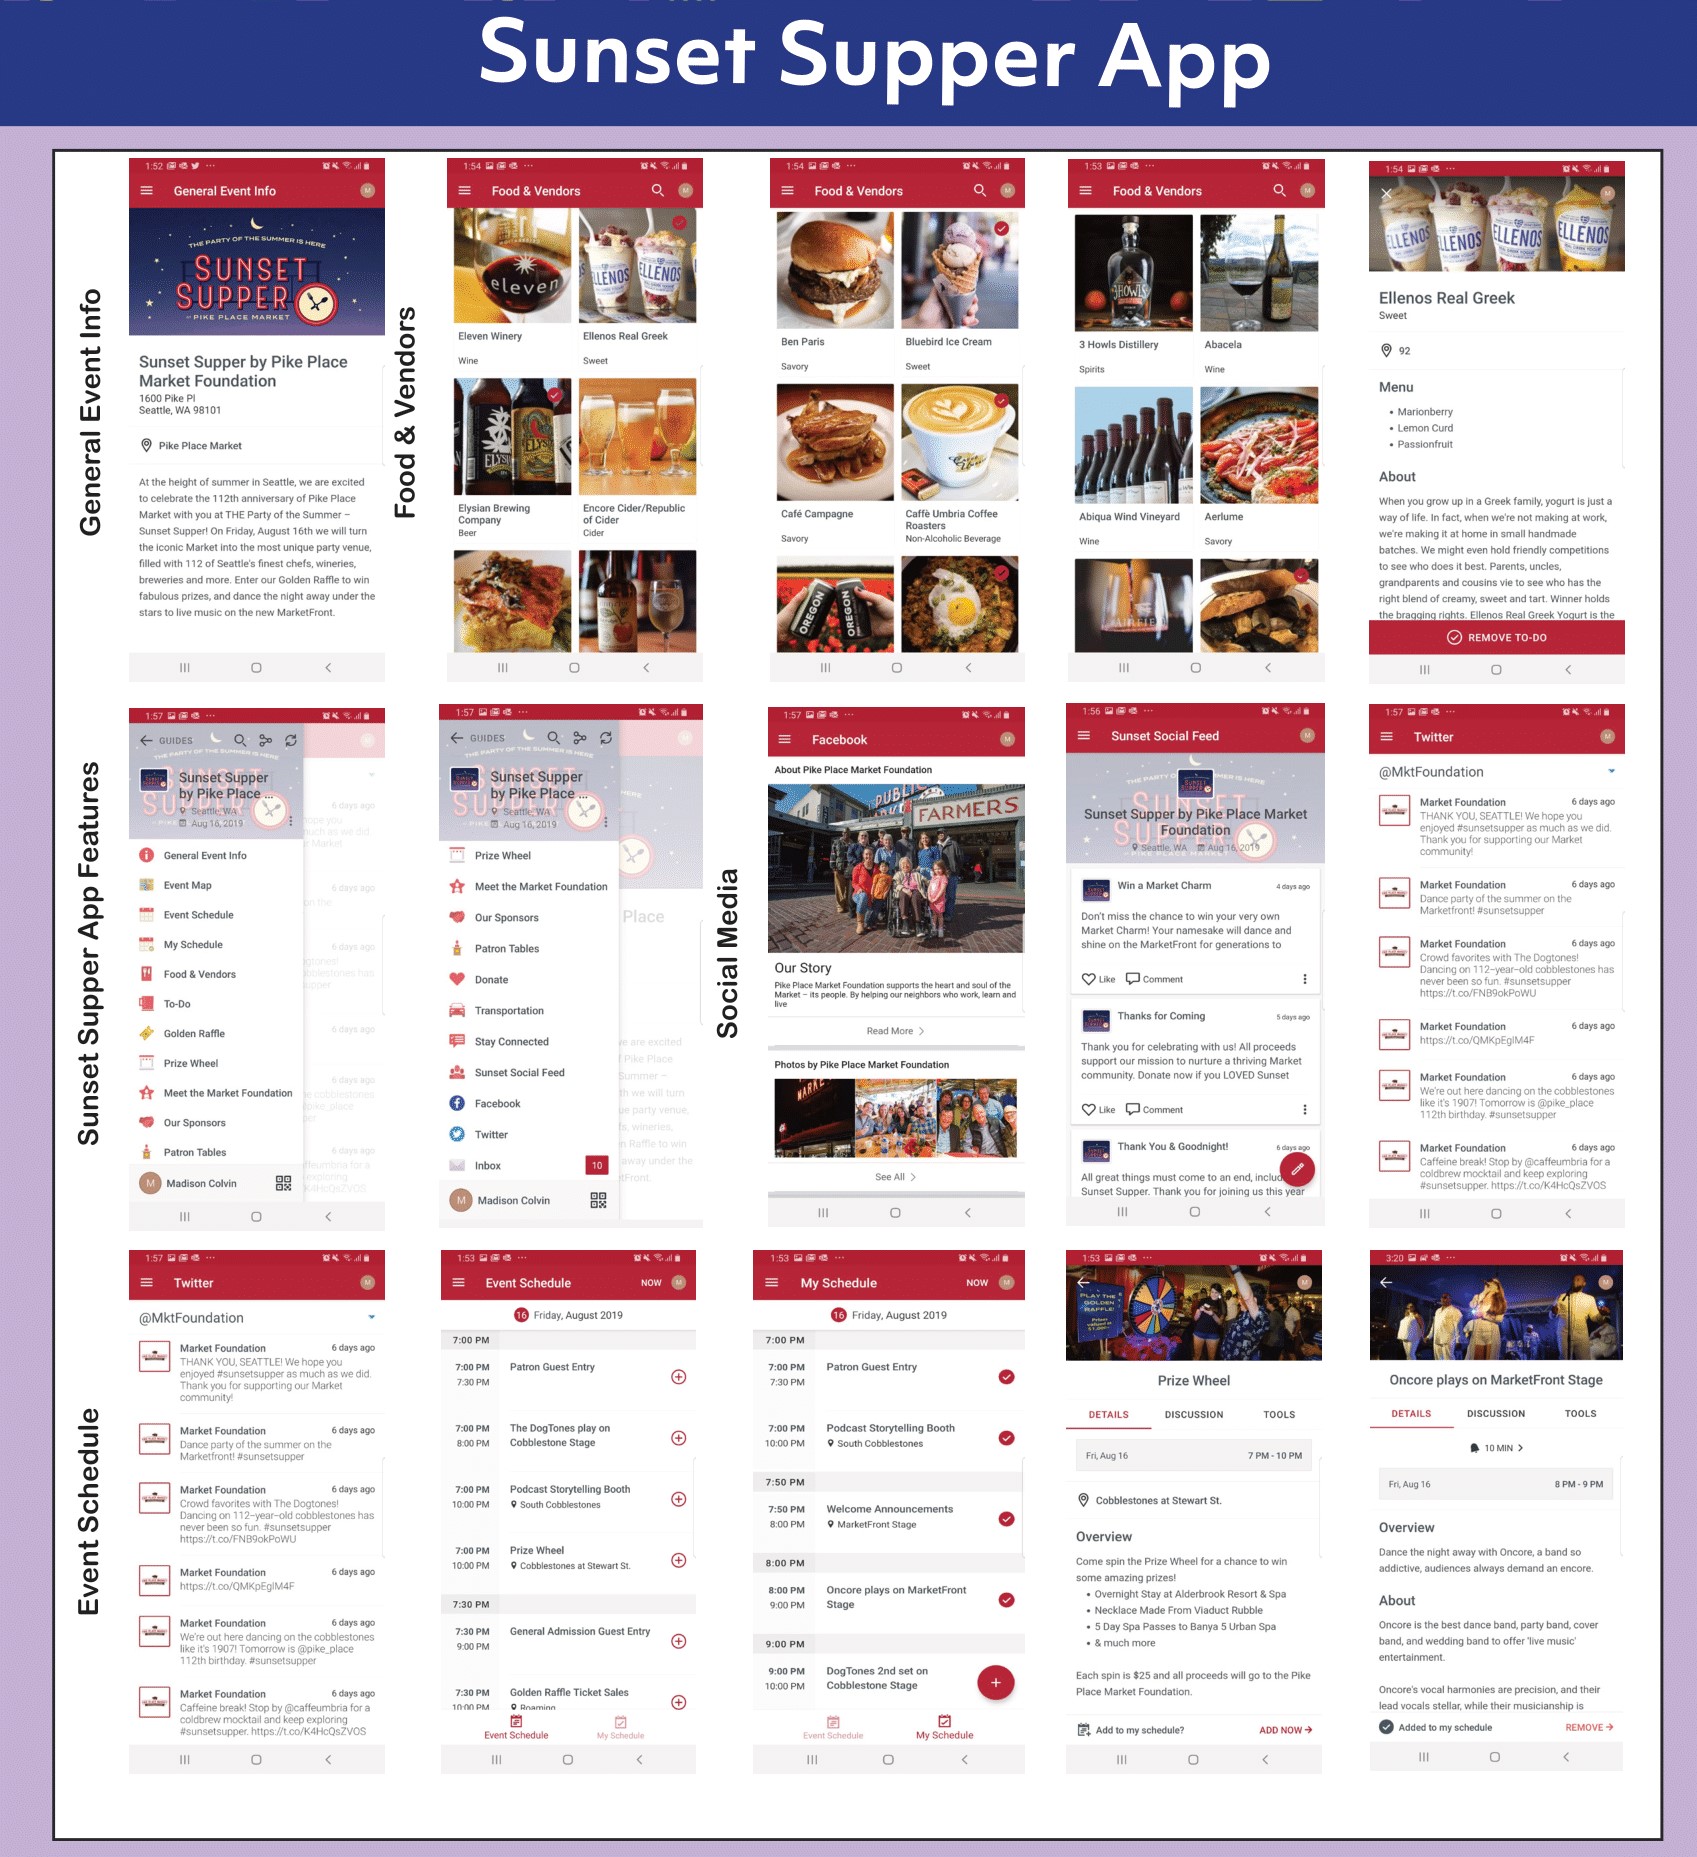 Sunset Supper App
General Event Info
1:52
General Event Info
M
THE PARTY OF THE SUMMER IS HERE
SUNSET
SUPPER
PIKE PLACE MARKET
Sunset Supper by Pike Place
Market Foundation
1600 Pike Pl
Seattle, WA 98101
Pike Place Market
At the height of summer in Seattle, we are excited
to celebrate the 112th anniversary of Pike Place
Market with you at THE Party of the Summer –
Sunset Supper! On Friday, August 16th we will turn
the iconic Market into the most unique party venue,
filled with 112 of Seattle's finest chefs, wineries,
breweries and more. Enter our Golden Raffle to win
fabulous prizes, and dance the night away under the
stars to live music on the new MarketFront.
Food & Vendors
1:54
Food & Vendors
M
eleven
ELLENOS
ELLENOS
Eleven Winery
Wine
Ellenos Real Greek
Sweet
Elysian Brewing
Company
Beer
Encore Cider/Republic
of Cider
Cider
1:54
Food & Vendors
M
Ben Paris
Savory
Bluebird Ice Cream
Sweet
Café Campagne
Savory
Caffè Umbria Coffee
Roasters
Non-Alcoholic Beverage
OREGON
OREGON
1:53
Food & Vendors
M
3HOWLS
3 Howls Distillery
Spirits
Abacela
Wine
Abiqua Wind Vineyard
Wine
Aerlume
Savory
1:54
M
ELLENOS
ELLENOS
ELLENOS
ELLENOS
Ellenos Real Greek
Sweet
92
Menu
• Marionberry
• Lemon Curd
• Passionfruit
About
When you grow up in a Greek family, yogurt is just a
way of life. In fact, when we're not making at work,
we're making it at home in small handmade
batches. We might even hold friendly competitions
to see who does it best. Parents, uncles,
grandparents and cousins vie to see who has the
right blend of creamy, sweet and tart. Winner holds
the bragging rights. Ellenos Real Greek Yogurt is the
REMOVE TO-DO
Sunset Supper App Features
1:57
GUIDES
Sunset Supper
by Pike Place ...
Seattle, WA
Aug 16, 2019
General Event Info
Event Map
Event Schedule
My Schedule
Food & Vendors
To-Do
Golden Raffle
Prize Wheel
Meet the Market Foundation
Our Sponsors
Patron Tables
M
Madison Colvin
1:57
GUIDES
Sunset Supper
by Pike Place ...
Seattle, WA
Aug 16, 2019
Prize Wheel
Meet the Market Foundation
Our Sponsors
Patron Tables
Donate
Transportation
Stay Connected
Sunset Social Feed
Facebook
Twitter
Inbox
10
M
Madison Colvin
Social Media
1:57
Facebook
M
About Pike Place Market Foundation
PUBLIC
FARMERS
Our Story
Pike Place Market Foundation supports the heart and soul of the
Market – its people. By helping our neighbors who work, learn and
live
Read More
Photos by Pike Place Market Foundation
See All
1:56
Sunset Social Feed
M
Sunset Supper by Pike Place Market
Foundation
Seattle, WA
Aug 16, 2019
Win a Market Charm
4 days ago
Don't miss the chance to win your very own
Market Charm! Your namesake will dance and
shine on the MarketFront for generations to
Like
Comment
Thanks for Coming
5 days ago
Thank you for celebrating with us! All proceeds
support our mission to nurture a thriving Market
community. Donate now if you LOVED Sunset
Like
Comment
Thank You & Goodnight!
6 days ago
All great things must come to an end, includ
Sunset Supper. Thank you for joining us this year
1:57
Twitter
M
@MktFoundation
Market Foundation
6 days ago
THANK YOU, SEATTLE! We hope you
enjoyed #sunsetsupper as much as we did.
Thank you for supporting our Market
community!
Market Foundation
6 days ago
Dance party of the summer on the
Marketfront! #sunsetsupper
Market Foundation
6 days ago
Crowd favorites with The Dogtones!
Dancing on 112-year-old cobblestones has
never been so fun. #sunsetsupper
https://t.co/FNB9okPoWU
Market Foundation
6 days ago
https://t.co/QMKpEglM4F
Market Foundation
6 days ago
We're out here dancing on the cobblestones
like it's 1907! Tomorrow is @pike_place
112th birthday. #sunsetsupper
Market Foundation
6 days ago
Caffeine break! Stop by @caffeumbria for a
coldbrew mocktail and keep exploring
#sunsetsupper. https://t.co/K4HcQsZVOS
Event Schedule
1:57
Twitter
M
@MktFoundation
Market Foundation
6 days ago
THANK YOU, SEATTLE! We hope you
enjoyed #sunsetsupper as much as we did.
Thank you for supporting our Market
community!
Market Foundation
6 days ago
Dance party of the summer on the
Marketfront! #sunsetsupper
Market Foundation
6 days ago
Crowd favorites with The Dogtones!
Dancing on 112-year-old cobblestones has
never been so fun. #sunsetsupper
https://t.co/FNB9okPoWU
Market Foundation
6 days ago
https://t.co/QMKpEglM4F
Market Foundation
6 days ago
We're out here dancing on the cobblestones
like it's 1907! Tomorrow is @pike_place
112th birthday. #sunsetsupper
Market Foundation
6 days ago
Caffeine break! Stop by @caffeumbria for a
coldbrew mocktail and keep exploring
#sunsetsupper. https://t.co/K4HcQsZVOS
1:53
Event Schedule
NOW
M
16 Friday, August 2019
7:00 PM
7:00 PM Patron Guest Entry
7:30 PM
7:00 PM The DogTones play on
8:00 PM Cobblestone Stage
7:00 PM Podcast Storytelling Booth
10:00 PM South Cobblestones
7:00 PM Prize Wheel
10:00 PM Cobblestones at Stewart St.
7:30 PM
7:30 PM General Admission Guest Entry
9:00 PM
7:30 PM Golden Raffle Ticket Sales
10:00 PM Roaming
Event Schedule
My Schedule
1:53
My Schedule
NOW
M
16 Friday, August 2019
7:00 PM
7:00 PM Patron Guest Entry
7:30 PM
7:00 PM Podcast Storytelling Booth
10:00 PM South Cobblestones
7:50 PM
7:50 PM Welcome Announcements
8:00 PM MarketFront Stage
8:00 PM
8:00 PM Oncore plays on MarketFront
9:00 PM Stage
9:00 PM
9:00 PM DogTones 2nd set on
10:00 PM Cobblestone Stage
Event Schedule
My Schedule
1:53
M
PLAY THE
GOLDEN
RAFFLE!
Prize Wheel
DETAILS
DISCUSSION
TOOLS
Fri, Aug 16
7 PM - 10 PM
Cobblestones at Stewart St.
Overview
Come spin the Prize Wheel for a chance to win
some amazing prizes!
• Overnight Stay at Alderbrook Resort & Spa
• Necklace Made From Viaduct Rubble
• 5 Day Spa Passes to Banya 5 Urban Spa
• & much more
Each spin is $25 and all proceeds will go to the Pike
Place Market Foundation.
Add to my schedule?
ADD NOW
3:20
M
Oncore plays on MarketFront Stage
DETAILS
DISCUSSION
TOOLS
10 MIN
Fri, Aug 16
8 PM - 9 PM
Overview
Dance the night away with Oncore, a band so
addictive, audiences always demand an encore.
About
Oncore is the best dance band, party band, cover
band, and wedding band to offer 'live music'
entertainment.
Oncore's vocal harmonies are precision, and their
lead vocals stellar, while their musicianship is
Added to my schedule
REMOVE